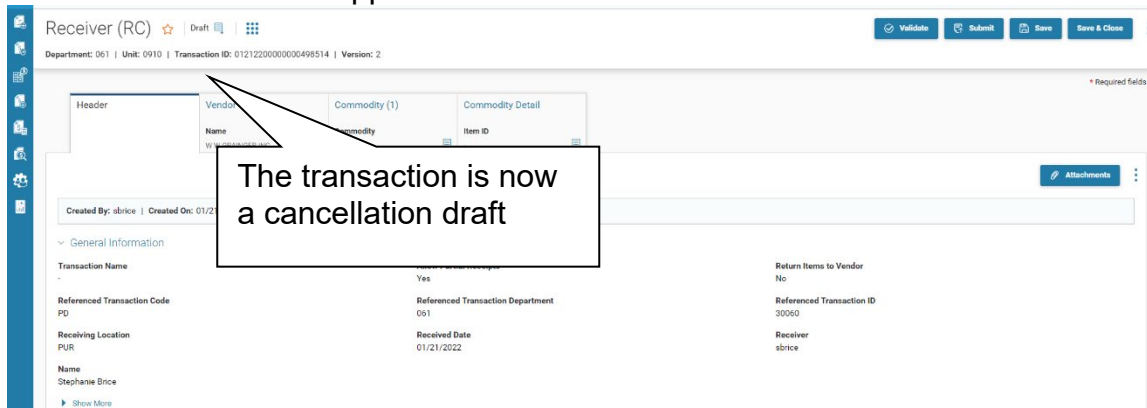 Receiver (RC) Draft
Validate Submit Save Save & Close
Department: 061 | Unit: 0910 | Transaction ID: 01212200000000498514 | Version: 2
* Required fields
Header Vendor Commodity (1) Commodity Detail
Name Commodity Item ID
W W GRAINGER INC
The transaction is now
a cancellation draft
Attachments
Created By: sbrice | Created On: 01/21
General Information
Transaction Name Return Items to Vendor
- Yes No
Referenced Transaction Code Referenced Transaction Department Referenced Transaction ID
PD 061 30060
Receiving Location Received Date Receiver
PUR 01/21/2022 sbrice
Name
Stephanie Brice
Show More